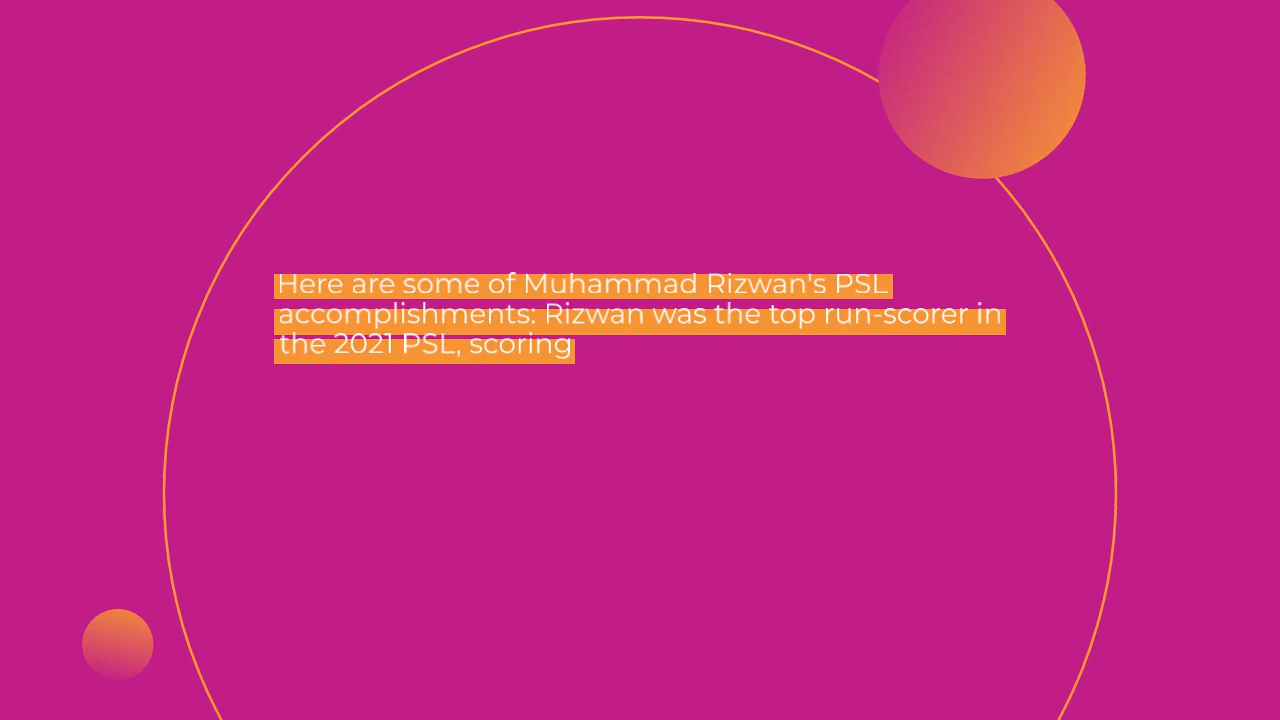 Here are some of Muhammad Rizwan's PSL
accomplishments: Rizwan was the top run-scorer in
the 2021 PSL, scoring